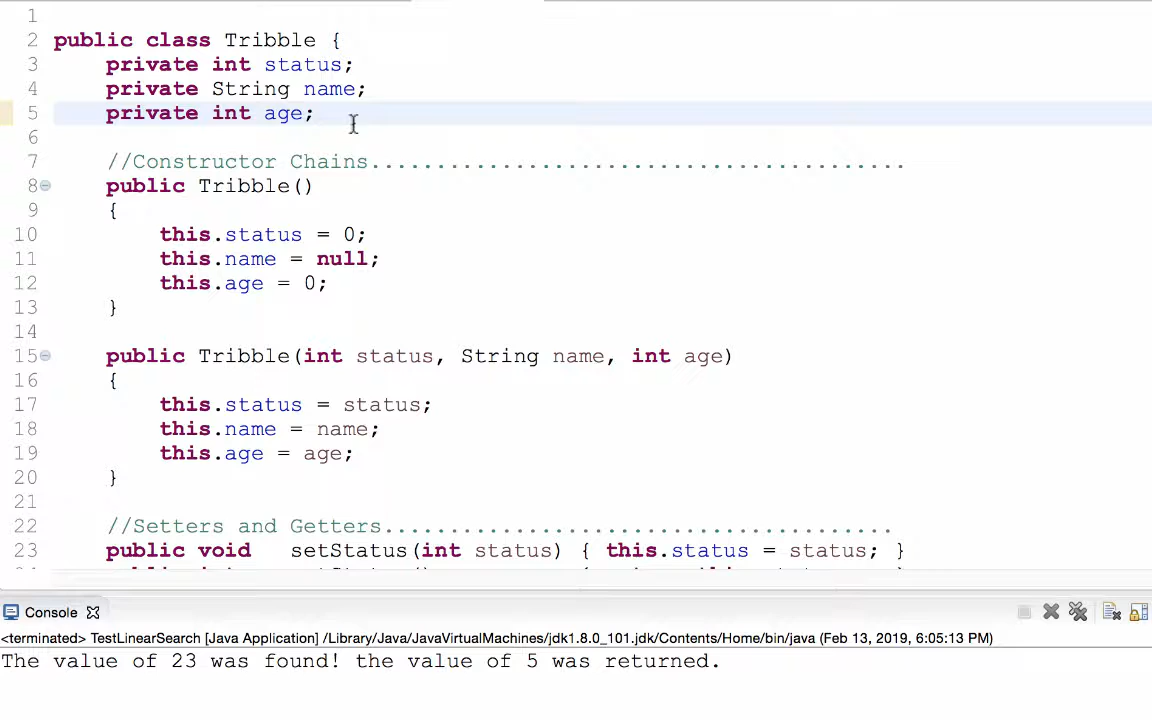 1
2 public class Tribble {
3 private int status;
4 private String name;
5 private int age;
6
7 //Constructor Chains.........................................
8 public Tribble()
9 {
10 this.status = 0;
11 this.name = null;
12 this.age = 0;
13 }
14
15 public Tribble(int status, String name, int age)
16 {
17 this.status = status;
18 this.name = name;
19 this.age = age;
20 }
21
22 //Setters and Getters.......................................
23 public void setStatus(int status) { this.status = status; }
Console
<terminated> TestLinearSearch [Java Application] /Library/Java/JavaVirtualMachines/jdk1.8.0_101.jdk/Contents/Home/bin/java (Feb 13, 2019, 6:05:13 PM)
The value of 23 was found! the value of 5 was returned.